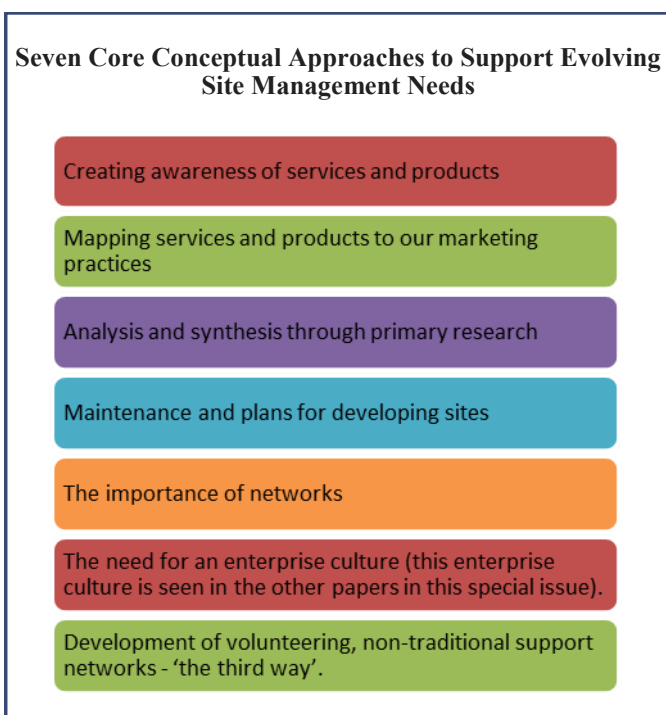 Seven Core Conceptual Approaches to Support Evolving
Site Management Needs
Creating awareness of services and products
Mapping services and products to our marketing
practices
Analysis and synthesis through primary research
Maintenance and plans for developing sites
The importance of networks
The need for an enterprise culture (this enterprise
culture is seen in the other papers in this special issue).
Development of volunteering, non-traditional support
networks - ‘the third way’.